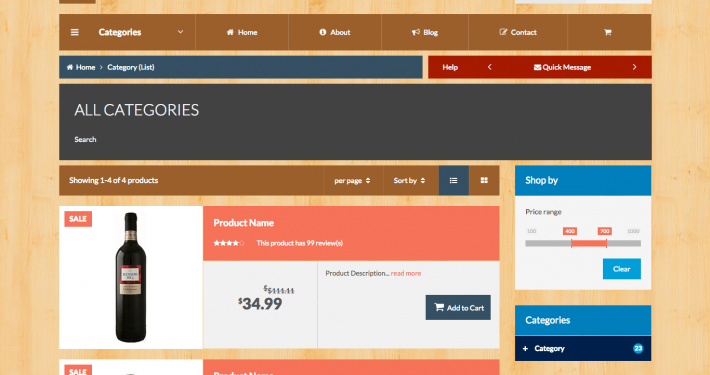 Categories Home About Blog Contact
Home > Category (List)
Help < Quick Message >
ALL CATEGORIES
Search
Showing 1-4 of 4 products per page Sort by
SALE
Product Name
This product has 99 review(s)
$$111.11
$34.99
Product Description... read more
Add to Cart
SALE
Product Name
Shop by
Price range
100 400 700 1000
Clear
Categories
+ Category 23